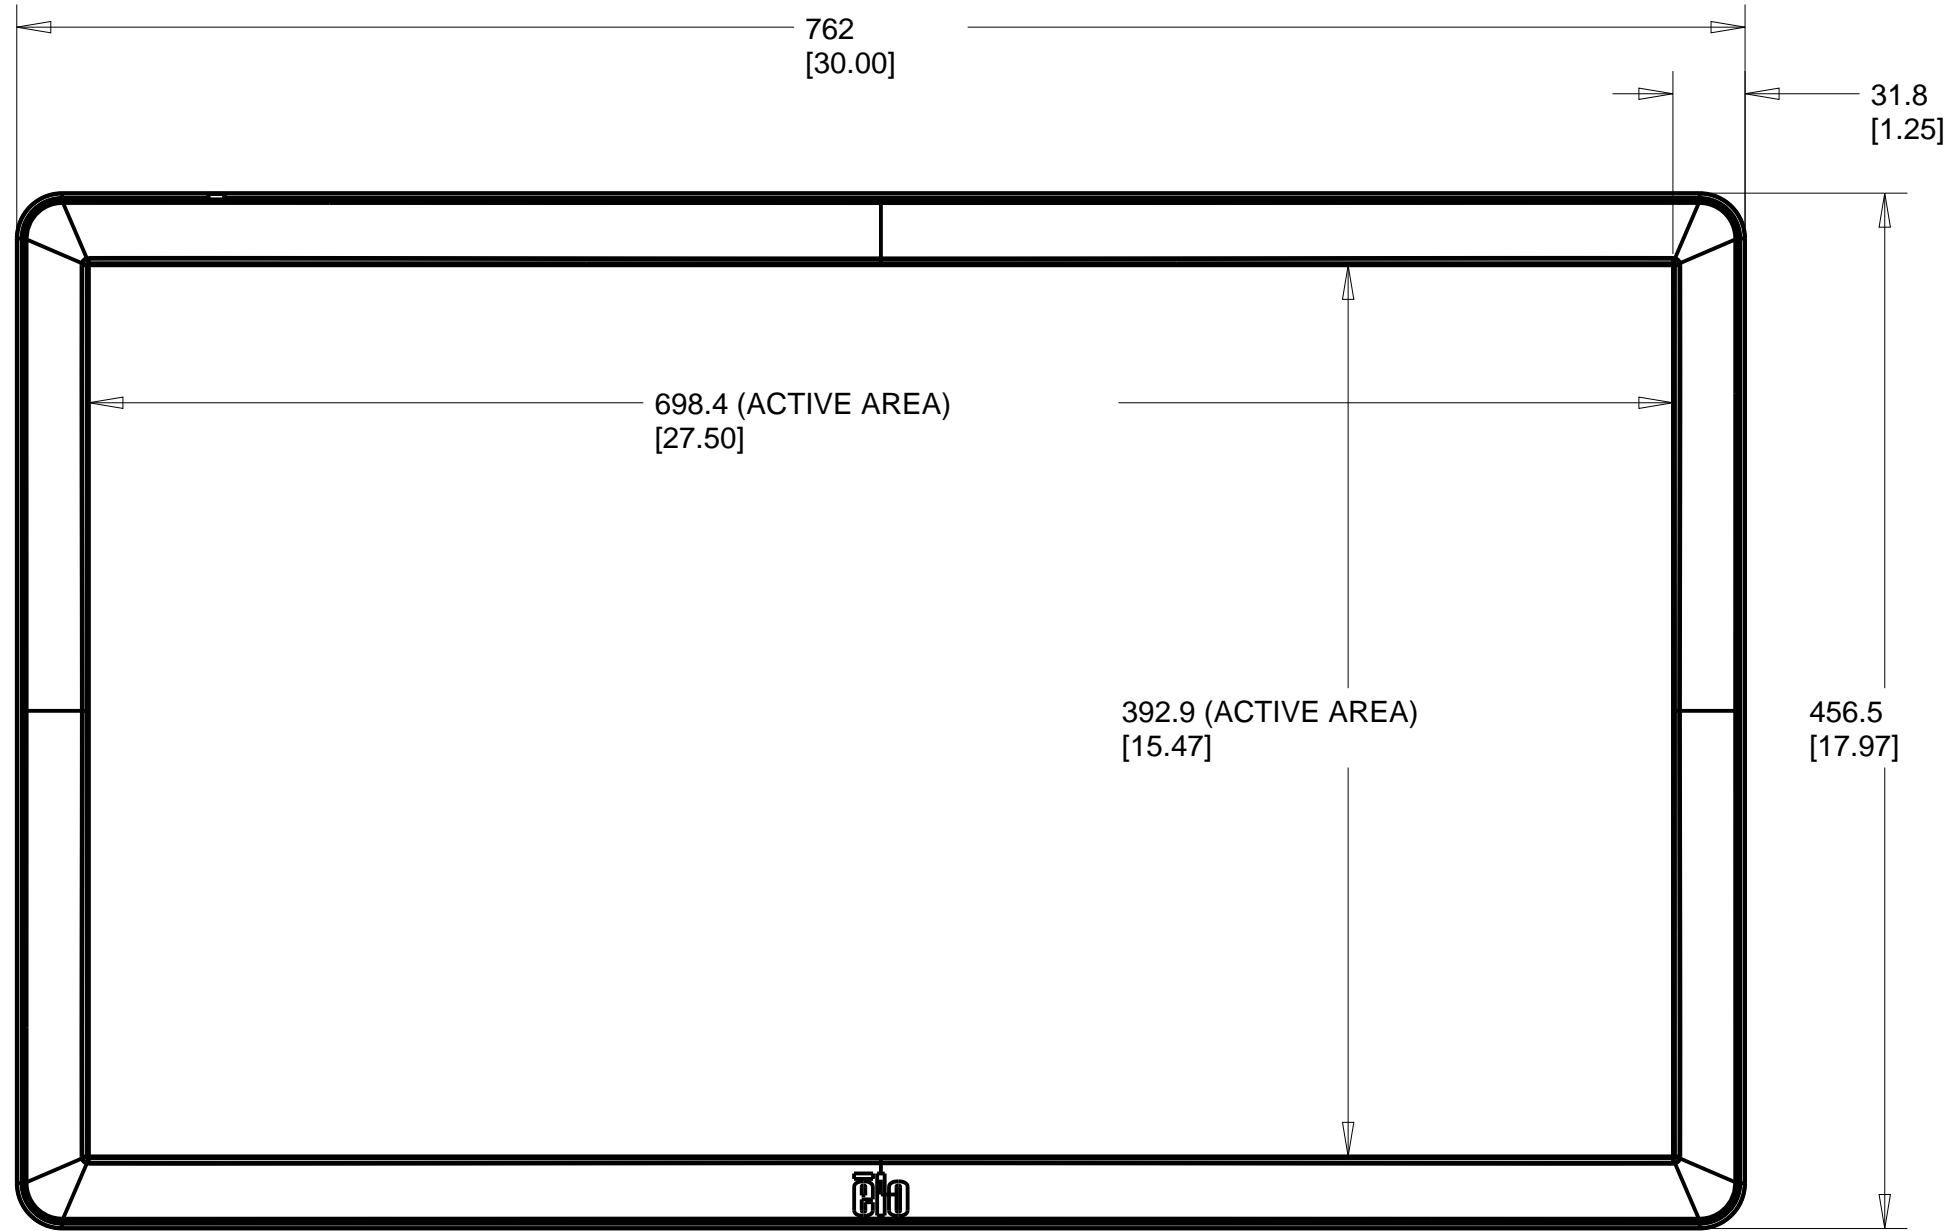 762
[30.00]
31.8
[1.25]
698.4 (ACTIVE AREA)
[27.50]
392.9 (ACTIVE AREA)
[15.47]
456.5
[17.97]
ēlo